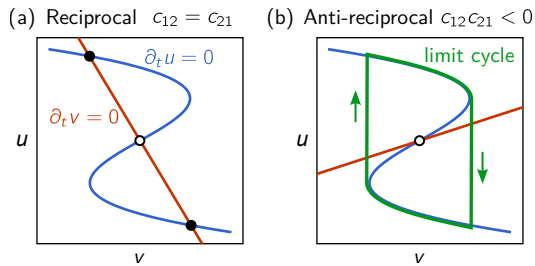 (a) Reciprocal c₁₂ = c₂₁
∂ₜu = 0
∂ₜv = 0
u
v
(b) Anti-reciprocal c₁₂c₂₁ < 0
limit cycle
u
v